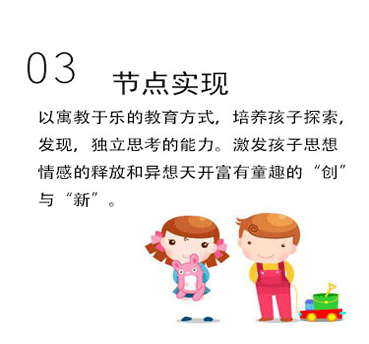 03 节点实现
以寓教于乐的教育方式，培养孩子探索，
发现，独立思考的能力。激发孩子思想
情感的释放和异想天开富有童趣的“创”
与“新”。